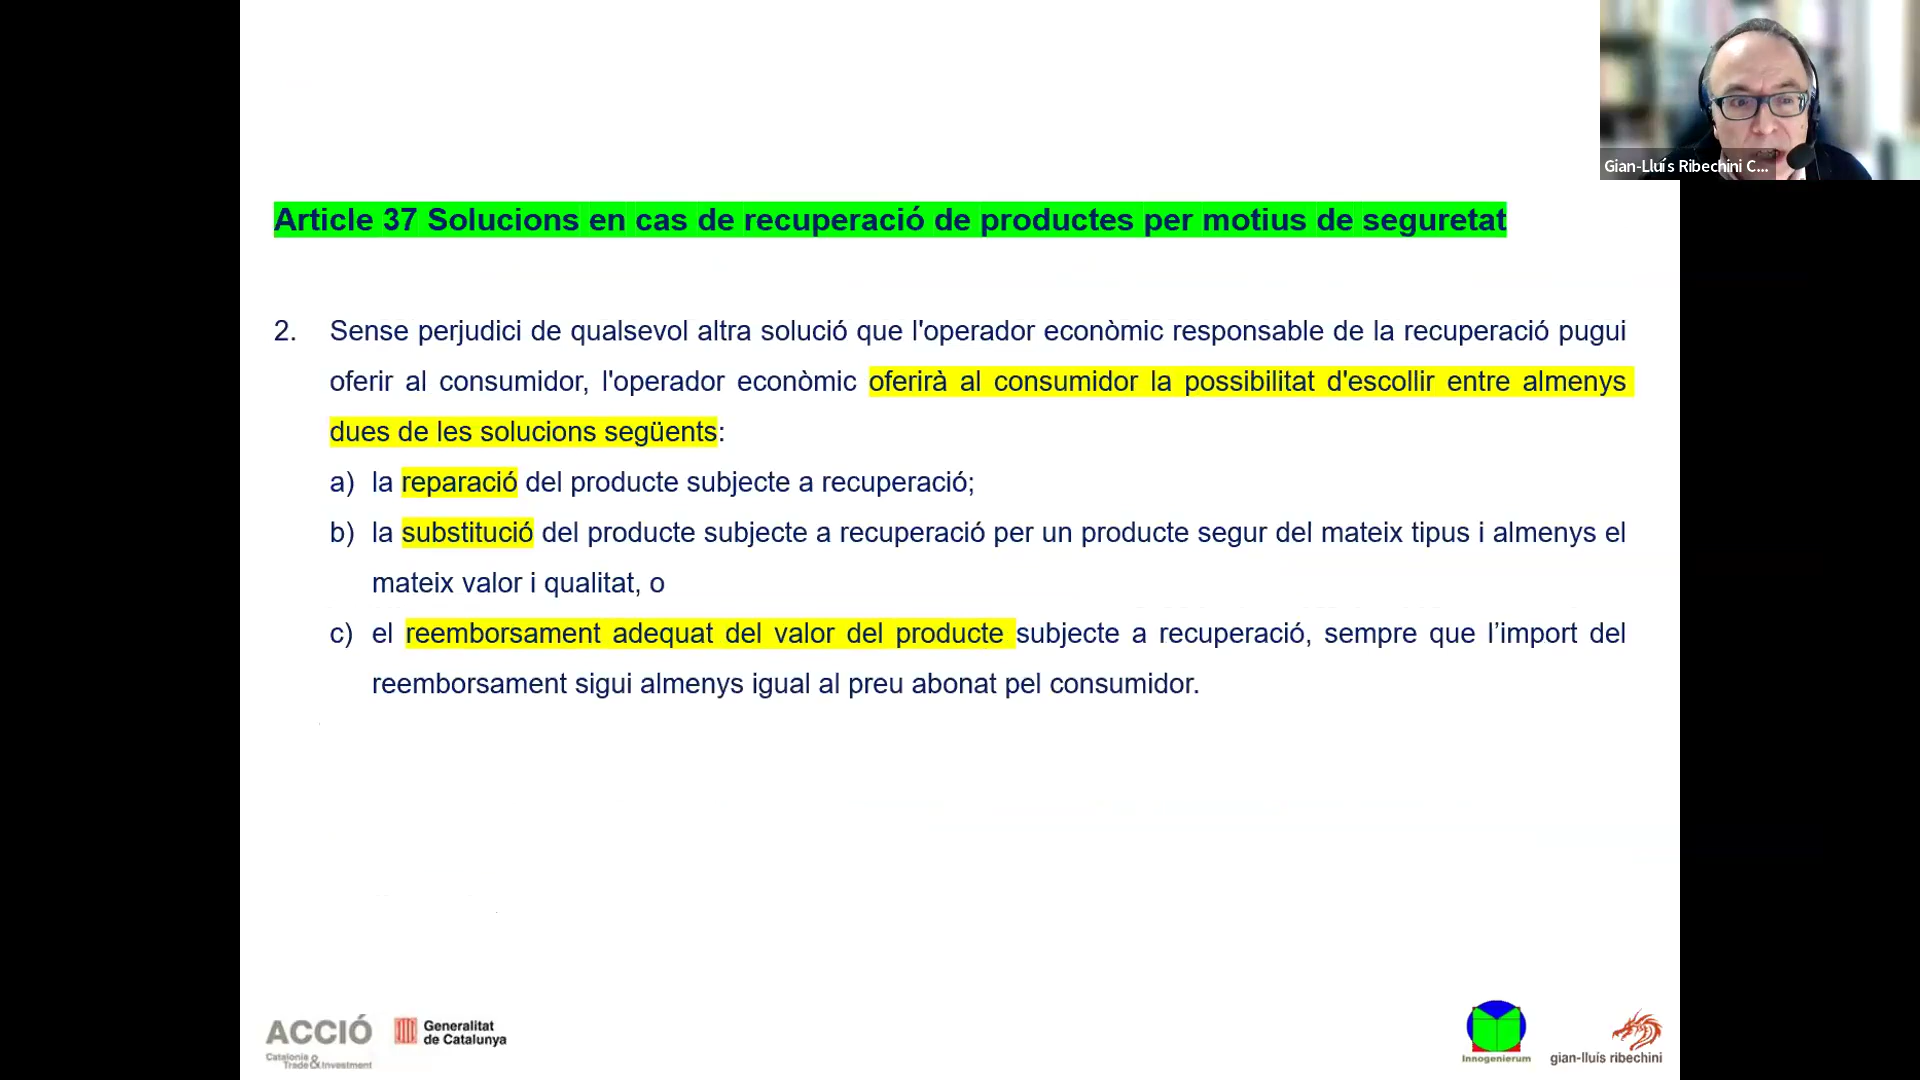 Gian-Lluís Ribechini C...
Article 37 Solucions en cas de recuperació de productes per motius de seguretat
2. Sense perjudici de qualsevol altra solució que l'operador econòmic responsable de la recuperació pugui
oferir al consumidor, l'operador econòmic oferirà al consumidor la possibilitat d'escollir entre almenys
dues de les solucions següents:
a) la reparació del producte subjecte a recuperació;
b) la substitució del producte subjecte a recuperació per un producte segur del mateix tipus i almenys el
mateix valor i qualitat, o
c) el reemborsament adequat del valor del producte subjecte a recuperació, sempre que l’import del
reemborsament sigui almenys igual al preu abonat pel consumidor.
ACCIÓ
Catalonia
Trade & Investment
Generalitat
de Catalunya
Innogenierum
gian-lluís ribechini